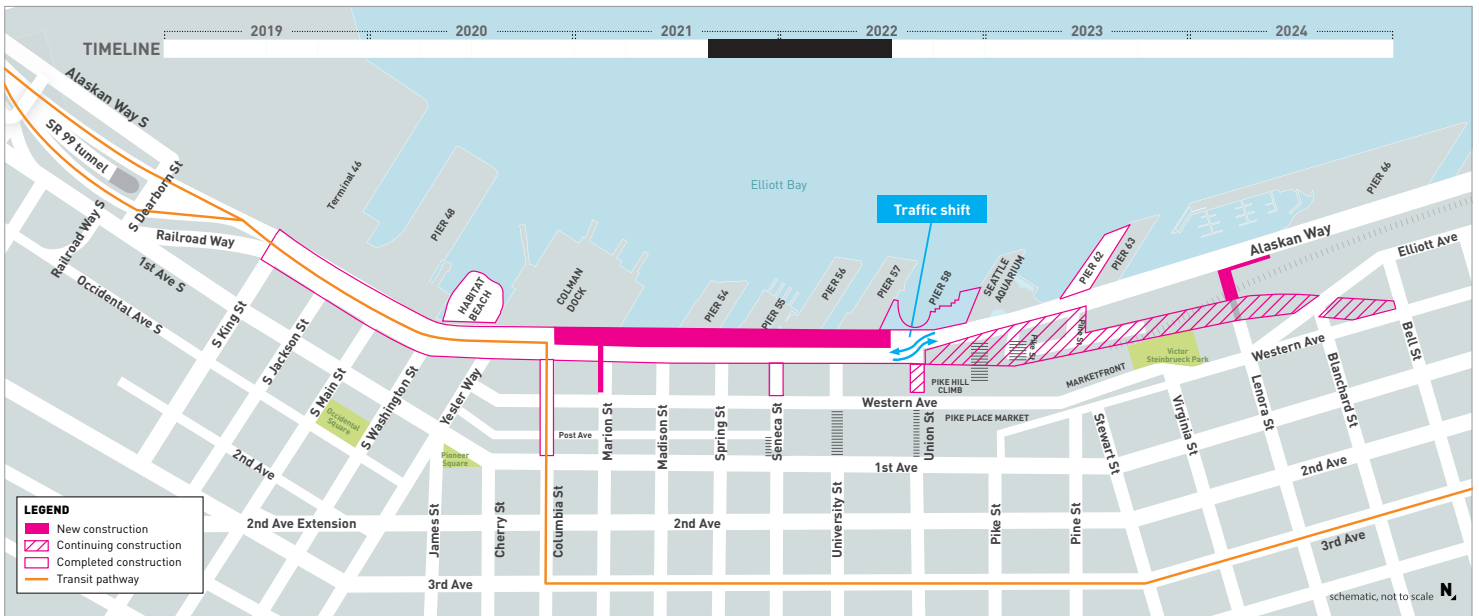 TIMELINE
2019
2020
2021
2022
2023
2024
Alaskan Way S
SR 99 tunnel
S Dearborn St
Railroad Way S
Railroad Way
1st Ave S
Occidental Ave S
S King St
S Jackson St
S Main St
S Washington St
Yesler Way
Occidental
Square
Pioneer
Square
2nd Ave
2nd Ave Extension
Terminal 46
PIER 48
HABITAT
BEACH
COLMAN
DOCK
PIER 54
PIER 55
PIER 56
PIER 57
PIER 58
SEATTLE
AQUARIUM
PIER 62
PIER 63
PIER 66
Elliott Bay
Traffic shift
Alaskan Way
Elliott Ave
Western Ave
Bell St
Blanchard St
Lenora St
Virginia St
Stewart St
Victor
Steinbrueck Park
MARKETFRONT
Pike St
Pine St
PIKE HILL
CLIMB
Western Ave
PIKE PLACE MARKET
Post Ave
Marion St
Madison St
Spring St
Seneca St
University St
Union St
1st Ave
2nd Ave
2nd Ave
3rd Ave
3rd Ave
James St
Cherry St
Columbia St
Pike St
Pine St
LEGEND
New construction
Continuing construction
Completed construction
Transit pathway
schematic, not to scale
N